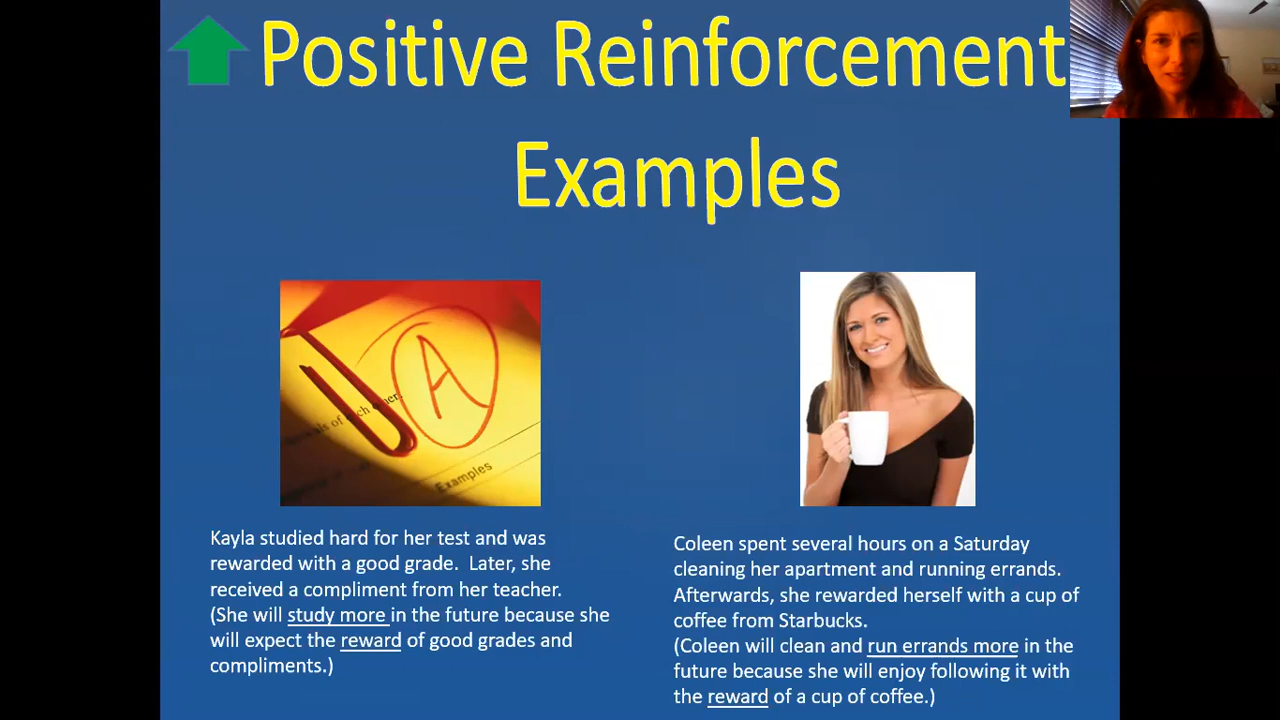 Positive Reinforcement
Examples
A
each other.
Examples
Kayla studied hard for her test and was
rewarded with a good grade.  Later, she
received a compliment from her teacher.
(She will study more in the future because she
will expect the reward of good grades and
compliments.)
Coleen spent several hours on a Saturday
cleaning her apartment and running errands.
Afterwards, she rewarded herself with a cup of
coffee from Starbucks.
(Coleen will clean and run errands more in the
future because she will enjoy following it with
the reward of a cup of coffee.)